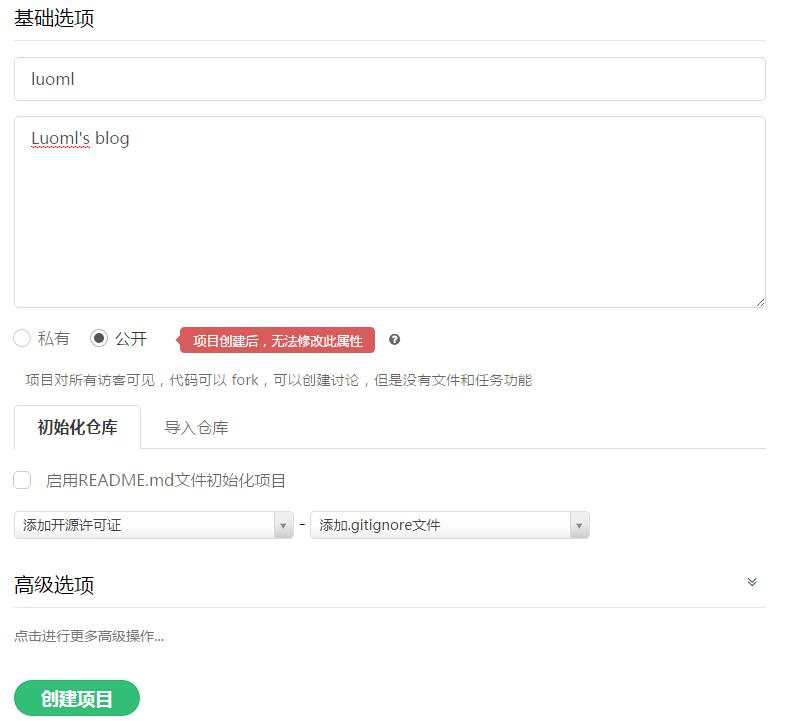 基础选项
luoml
Luoml's blog
私有 公开 项目创建后，无法修改此属性 ?
项目对所有访客可见，代码可以 fork，可以创建讨论，但是没有文件和任务功能
初始化仓库 导入仓库
启用README.md文件初始化项目
添加开源许可证 - 添加.gitignore文件
高级选项
点击进行更多高级操作...
创建项目